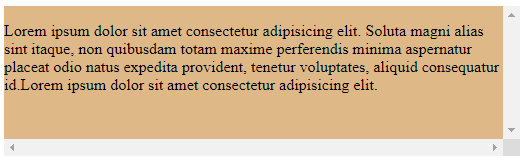 Lorem ipsum dolor sit amet consectetur adipisicing elit. Soluta magni alias
sint itaque, non quibusdam totam maxime perferendis minima aspernatur
placeat odio natus expedita provident, tenetur voluptates, aliquid consequatur
id.Lorem ipsum dolor sit amet consectetur adipisicing elit.